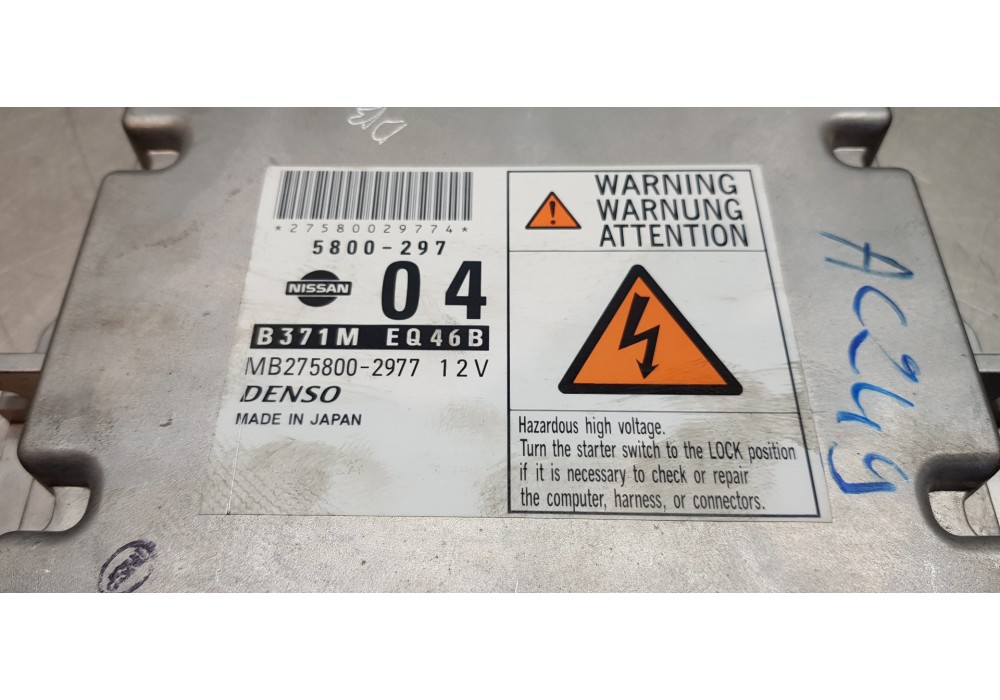 *27580029774*
5800-297
NISSAN
04
B371M EQ46B
MB275800-2977 12V
DENSO
MADE IN JAPAN
WARNING
WARNUNG
ATTENTION
Hazardous high voltage.
Turn the starter switch to the LOCK position
if it is necessary to check or repair
the computer, harness, or connectors.
AC249